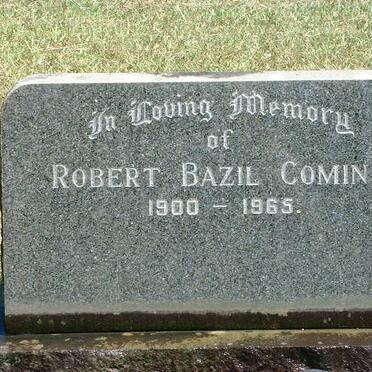 In Loving Memory
of
ROBERT BAZIL COMIN
1900 – 1965.